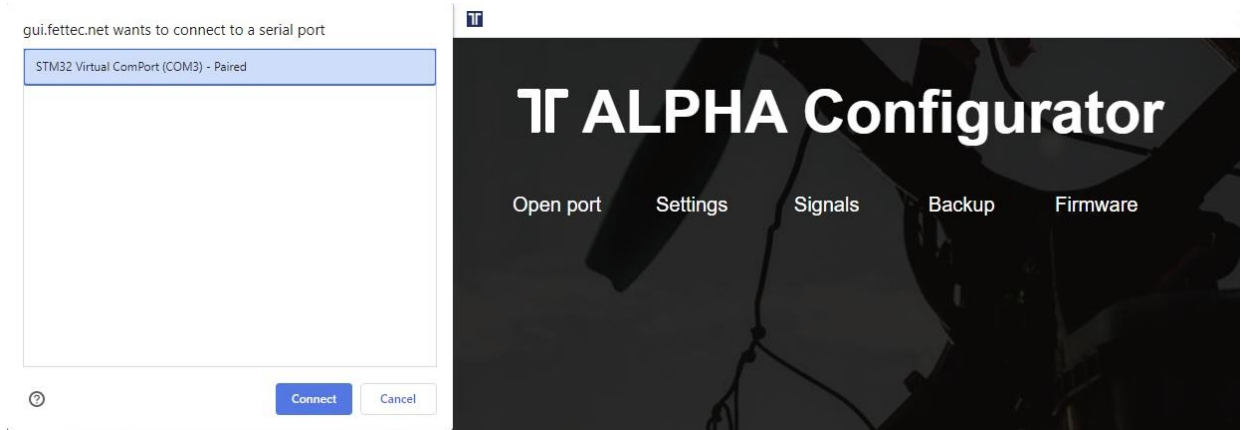 gui.fettec.net wants to connect to a serial port
STM32 Virtual ComPort (COM3) - Paired
Connect
Cancel
ALPHA Configurator
Open port
Settings
Signals
Backup
Firmware